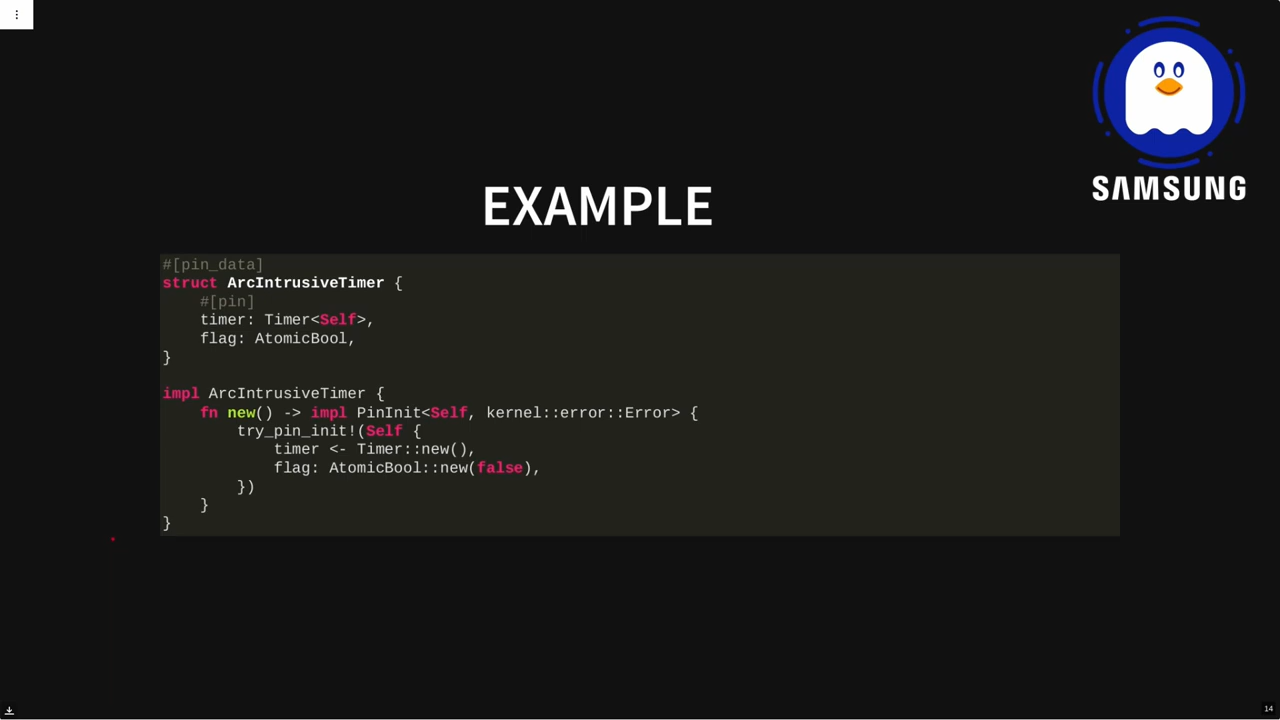 SAMSUNG
EXAMPLE
#[pin_data]
struct ArcIntrusiveTimer {
    #[pin]
    timer: Timer<Self>,
    flag: AtomicBool,
}
impl ArcIntrusiveTimer {
    fn new() -> impl PinInit<Self, kernel::error::Error> {
        try_pin_init!(Self {
            timer <- Timer::new(),
            flag: AtomicBool::new(false),
        })
    }
}
14